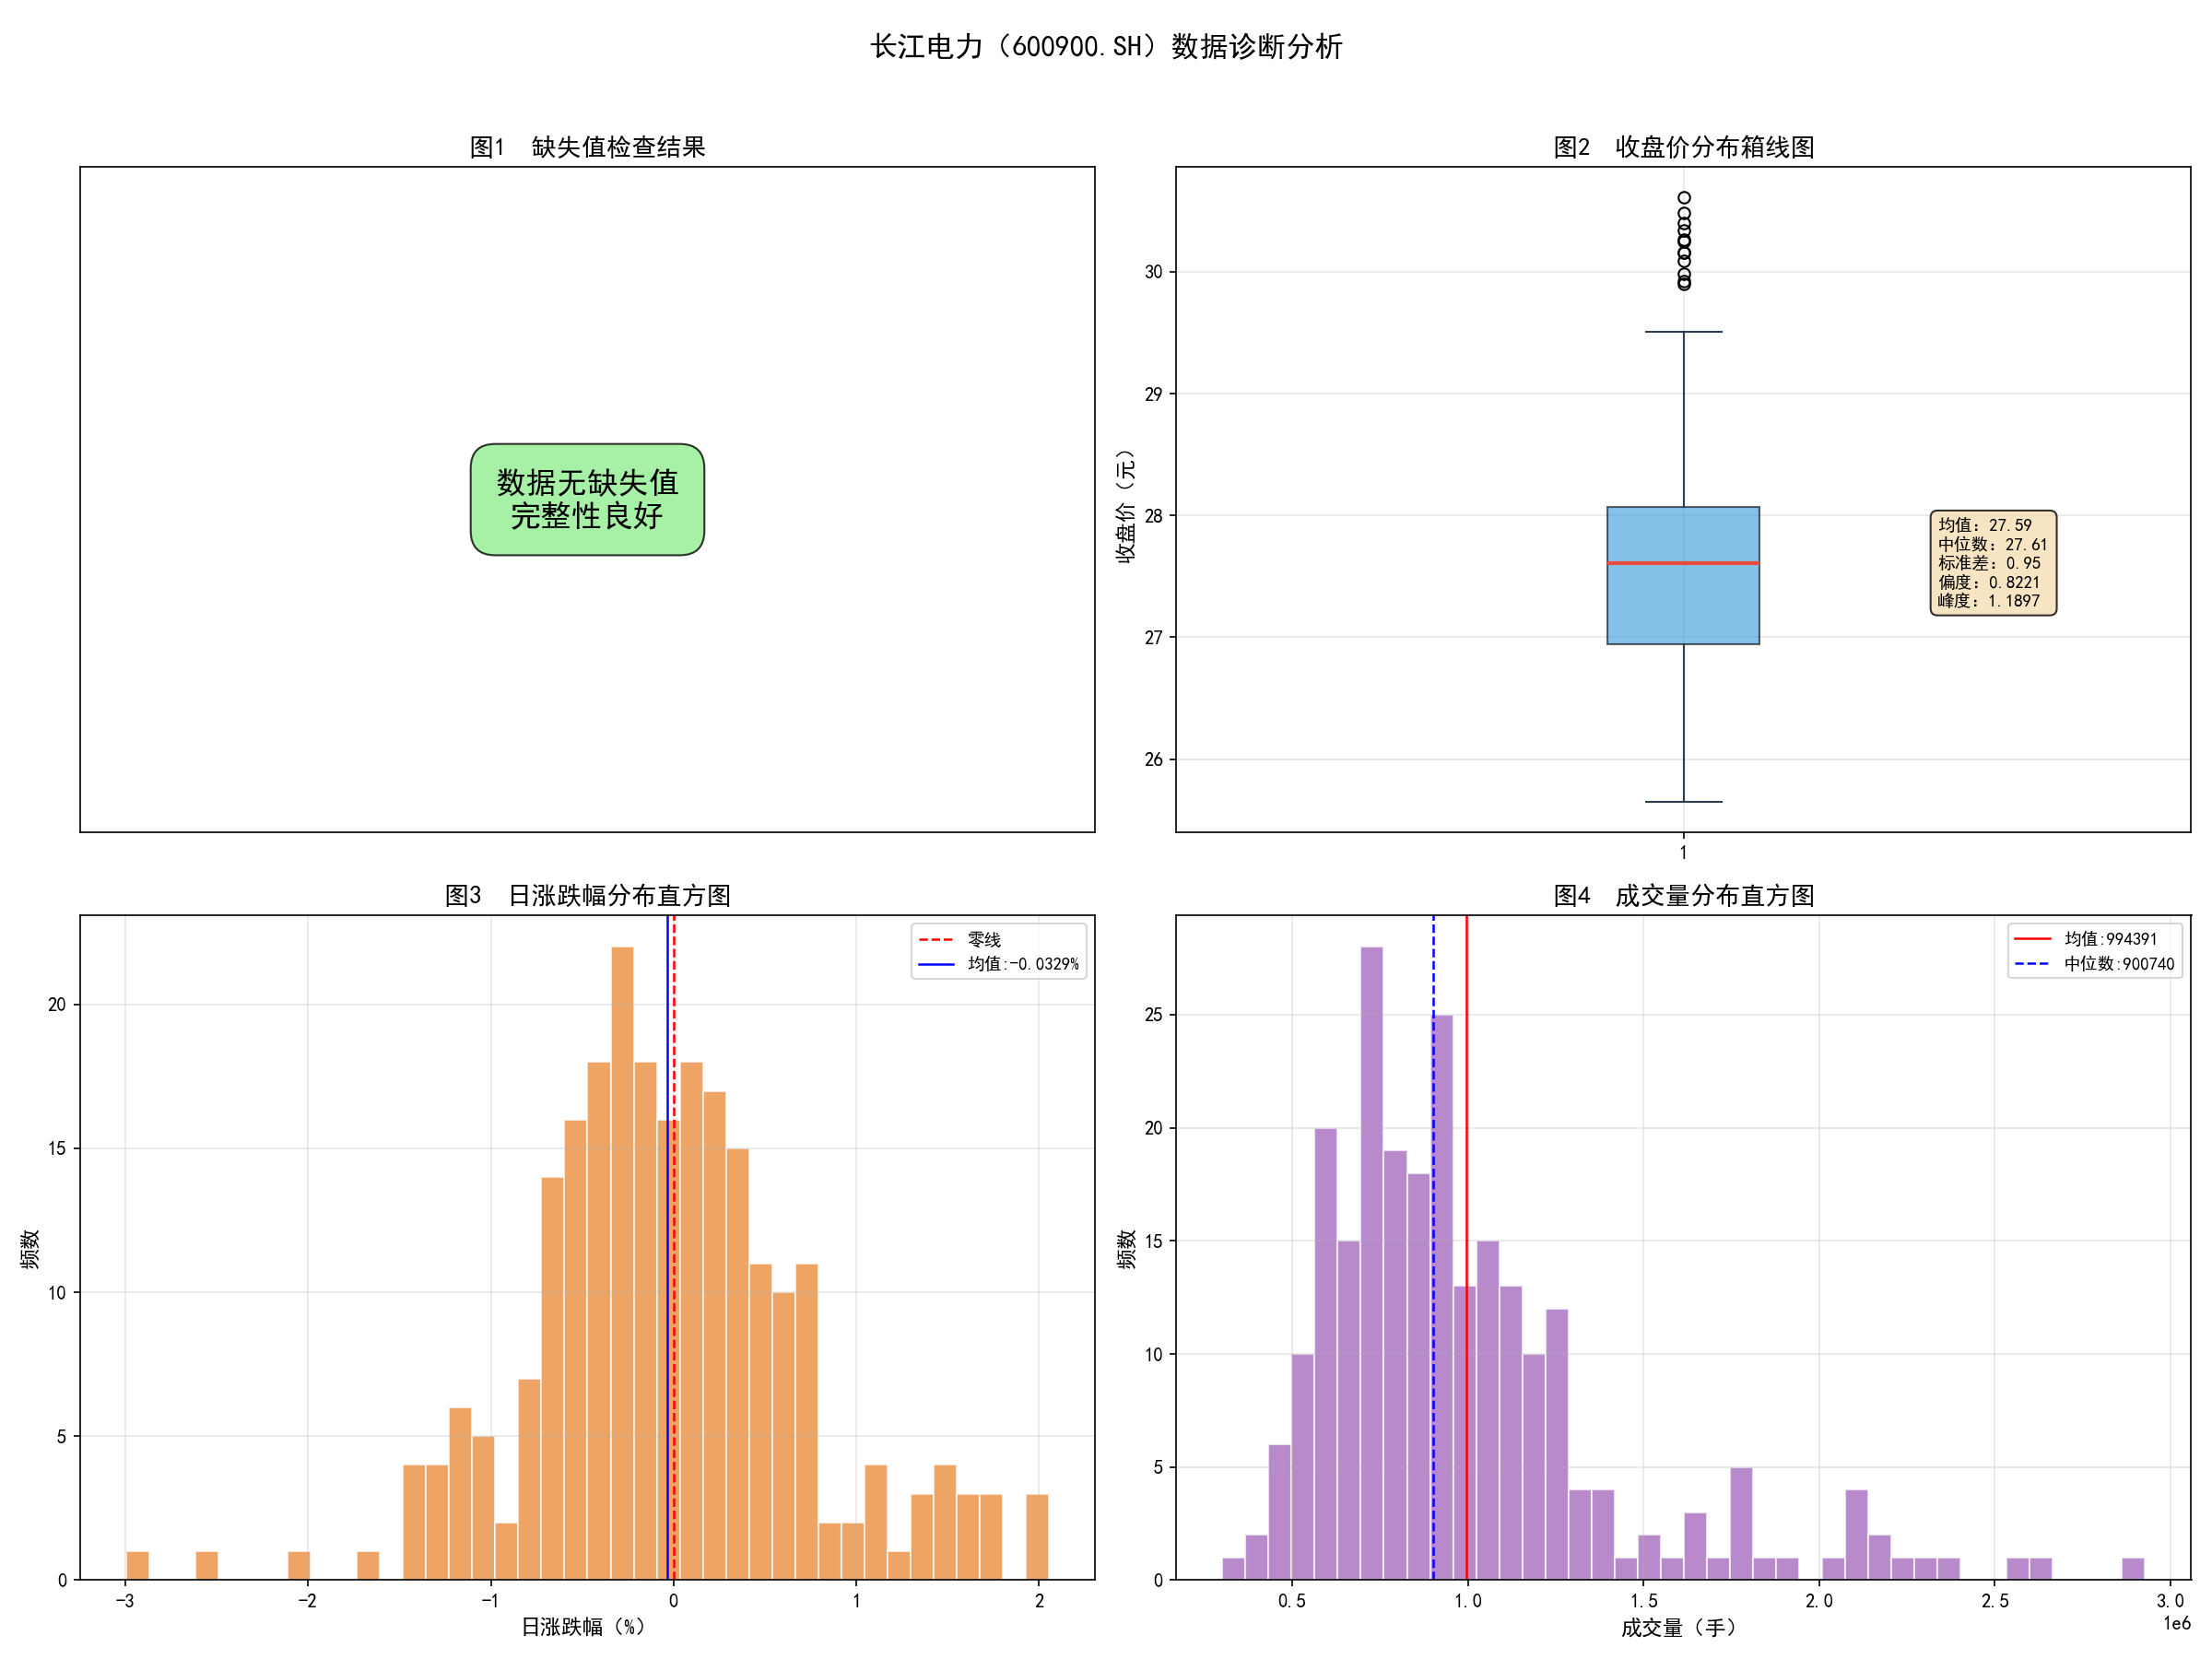 长江电力（600900.SH）数据诊断分析
图1　缺失值检查结果
数据无缺失值
完整性良好
图2　收盘价分布箱线图
收盘价（元）
30
29
28
27
26
均值：27.59
中位数：27.61
标准差：0.95
偏度：0.8221
峰度：1.1897
1
图3　日涨跌幅分布直方图
频数
20
15
10
5
0
零线
均值:-0.0329%
-3
-2
-1
0
1
2
日涨跌幅（%）
图4　成交量分布直方图
频数
25
20
15
10
5
0
均值:994391
中位数:900740
0.5
1.0
1.5
2.0
2.5
3.0
1e6
成交量（手）